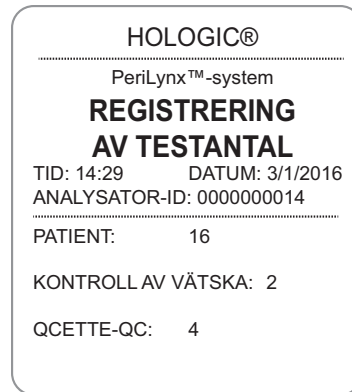 HOLOGIC®
PeriLynx™-system
REGISTRERING
AV TESTANTAL
TID: 14:29 DATUM: 3/1/2016
ANALYSATOR-ID: 0000000014
PATIENT: 16
KONTROLL AV VÄTSKA: 2
QCETTE-QC: 4